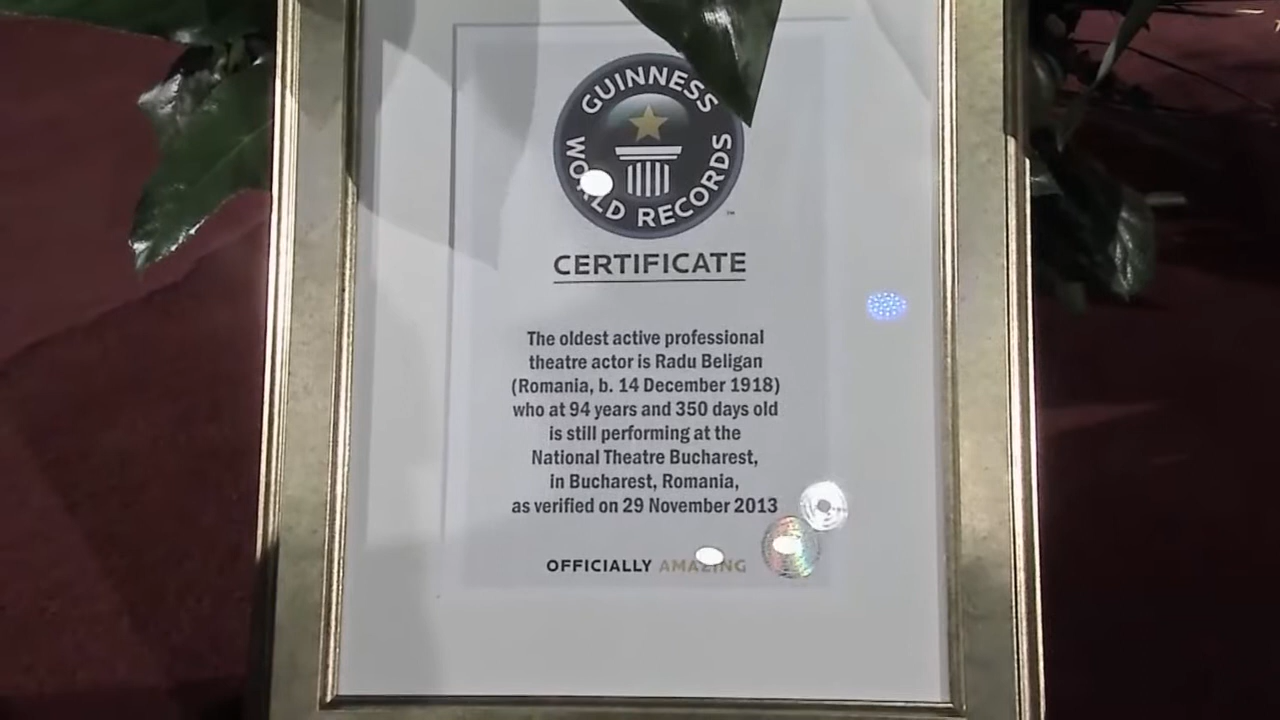 GUINNESS
WORLD RECORDS
™
CERTIFICATE
The oldest active professional
theatre actor is Radu Beligan
(Romania, b. 14 December 1918)
who at 94 years and 350 days old
is still performing at the
National Theatre Bucharest,
in Bucharest, Romania,
as verified on 29 November 2013
OFFICIALLY AMAZING